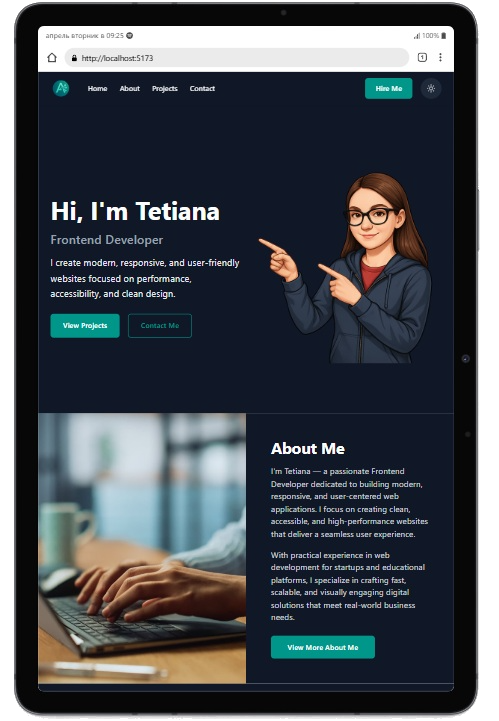 апрель вторник в 09:25
100%
http://localhost:5173
1
Home About Projects Contact
Hire Me
Hi, I'm Tetiana
Frontend Developer
I create modern, responsive, and user-friendly
websites focused on performance,
accessibility, and clean design.
View Projects Contact Me
About Me
I'm Tetiana — a passionate Frontend
Developer dedicated to building modern,
responsive, and user-centered web
applications. I focus on creating clean,
accessible, and high-performance websites
that deliver a seamless user experience.
With practical experience in web
development for startups and educational
platforms, I specialize in crafting fast,
scalable, and visually engaging digital
solutions that meet real-world business
needs.
View More About Me